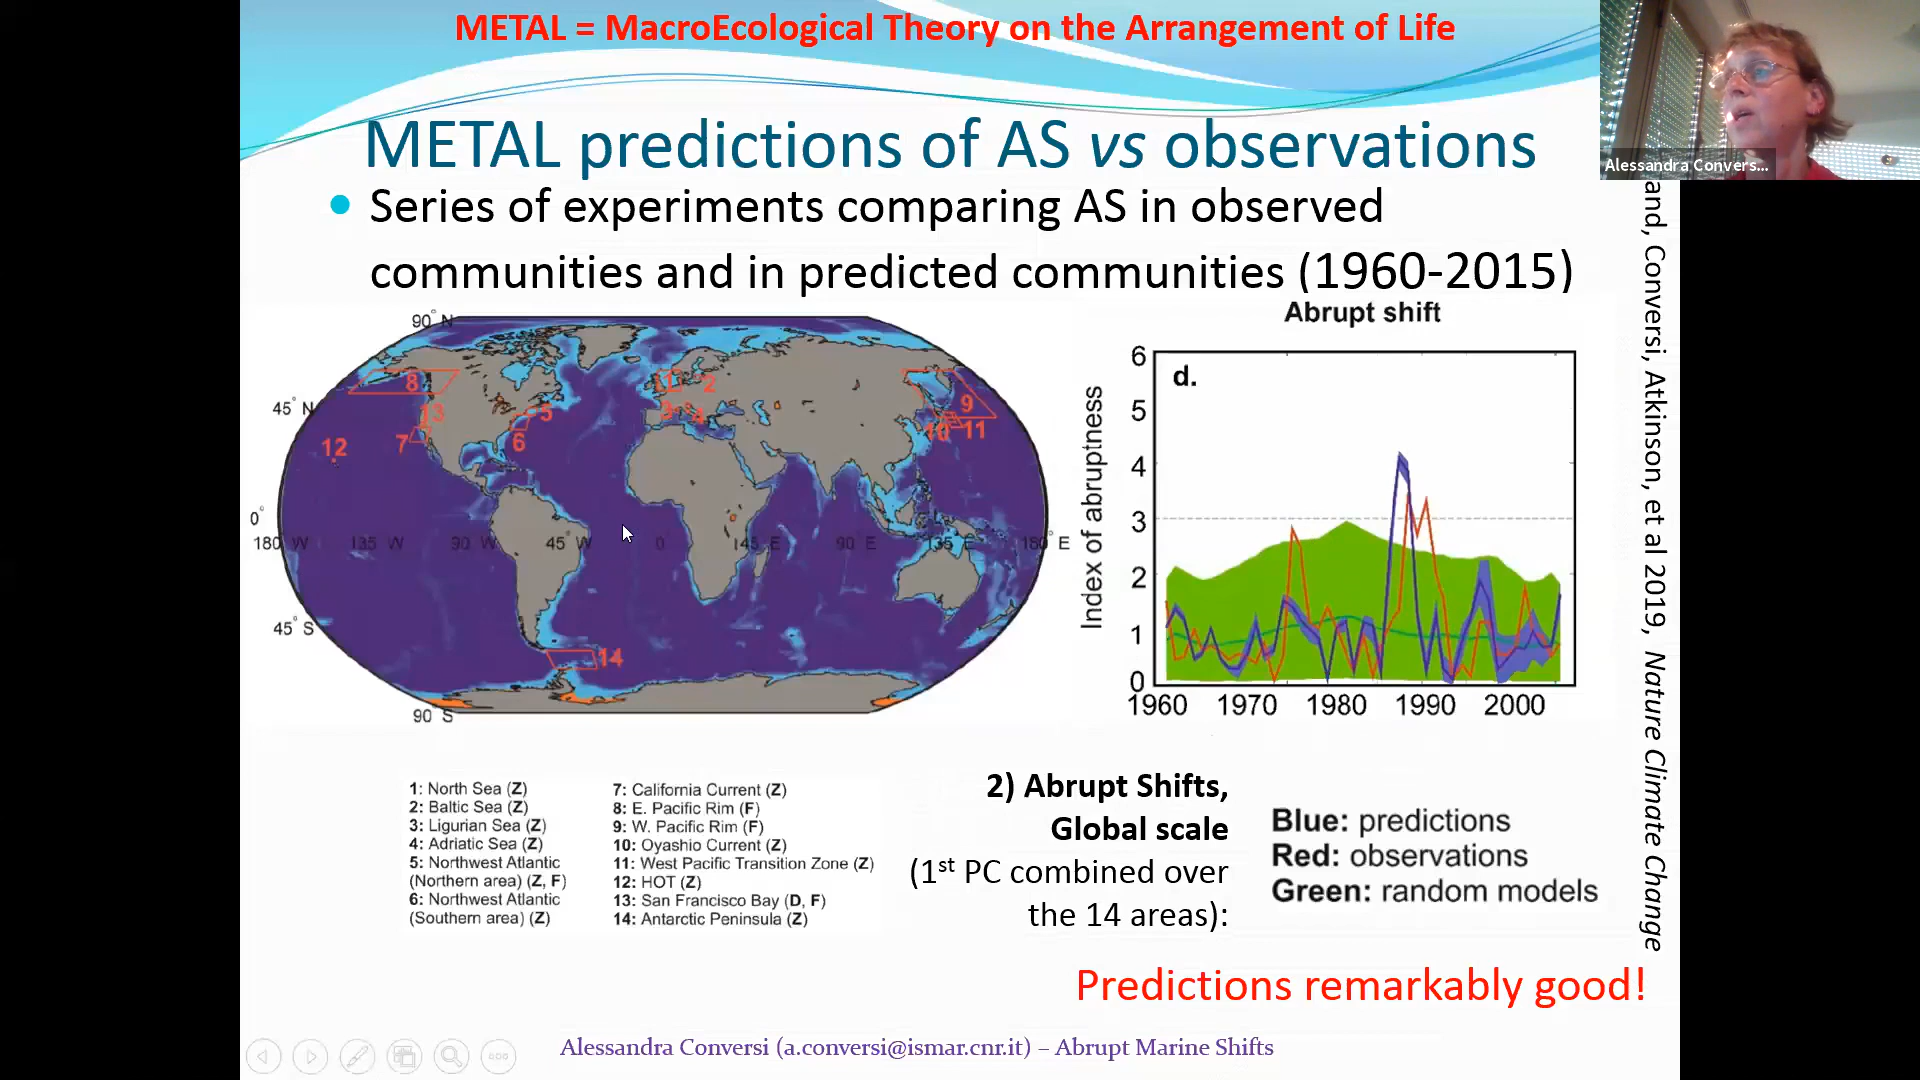 METAL = MacroEcological Theory on the Arrangement of Life
METAL predictions of AS vs observations
Alessandra Convers...
Series of experiments comparing AS in observed
communities and in predicted communities (1960-2015)
90° N
45° N
0°
180° W
135° W
90° W
45° W
0
145° E
90° E
135° E
180° E
45° S
90° S
1
2
3
4
5
6
7
8
9
10
11
12
13
14
Abrupt shift
d.
Index of abruptness
6
5
4
3
2
1
0
1960 1970 1980 1990 2000
and, Conversi, Atkinson, et al 2019, Nature Climate Change
1: North Sea (Z)
2: Baltic Sea (Z)
3: Ligurian Sea (Z)
4: Adriatic Sea (Z)
5: Northwest Atlantic
(Northern area) (Z, F)
6: Northwest Atlantic
(Southern area) (Z)
7: California Current (Z)
8: E. Pacific Rim (F)
9: W. Pacific Rim (F)
10: Oyashio Current (Z)
11: West Pacific Transition Zone (Z)
12: HOT (Z)
13: San Francisco Bay (D, F)
14: Antarctic Peninsula (Z)
2) Abrupt Shifts,
Global scale
(1st PC combined over
the 14 areas):
Blue: predictions
Red: observations
Green: random models
Predictions remarkably good!
Alessandra Conversi (a.conversi@ismar.cnr.it) – Abrupt Marine Shifts